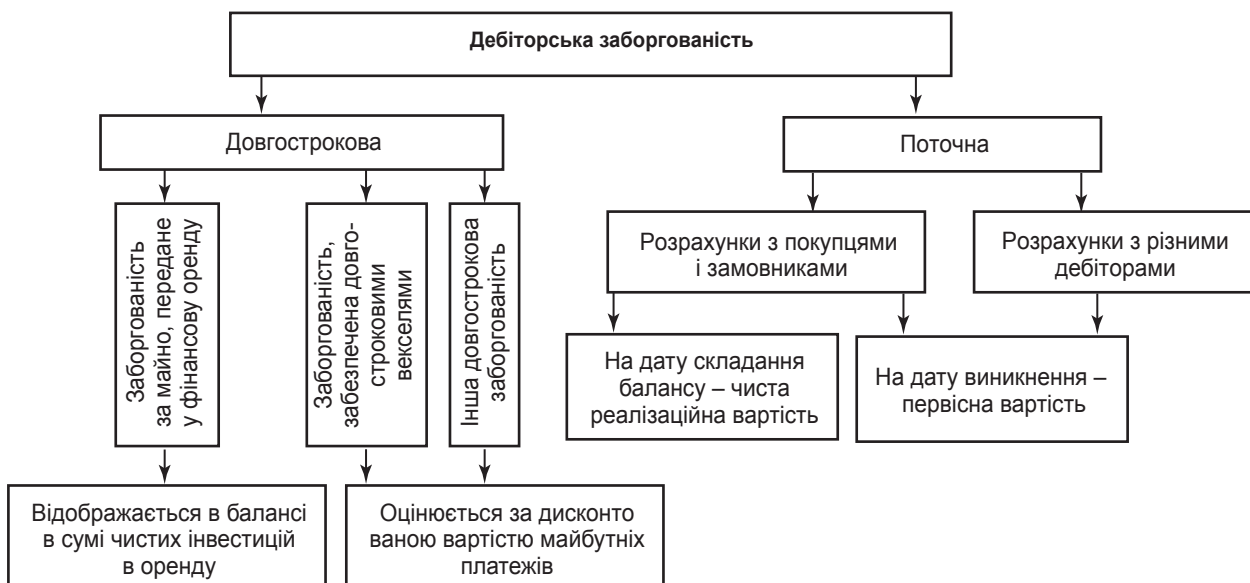 Дебіторська заборгованість
Довгострокова
Поточна
Заборгованість
за майно, передане
у фінансову оренду
Заборгованість,
забезпечена довго-
строковими
векселями
Інша довгострокова
заборгованість
Розрахунки з покупцями
і замовниками
Розрахунки з різними
дебіторами
На дату складання
балансу – чиста
реалізаційна вартість
На дату виникнення –
первісна вартість
Відображається в балансі
в сумі чистих інвестицій
в оренду
Оцінюється за дисконто
ваною вартістю майбутніх
платежів